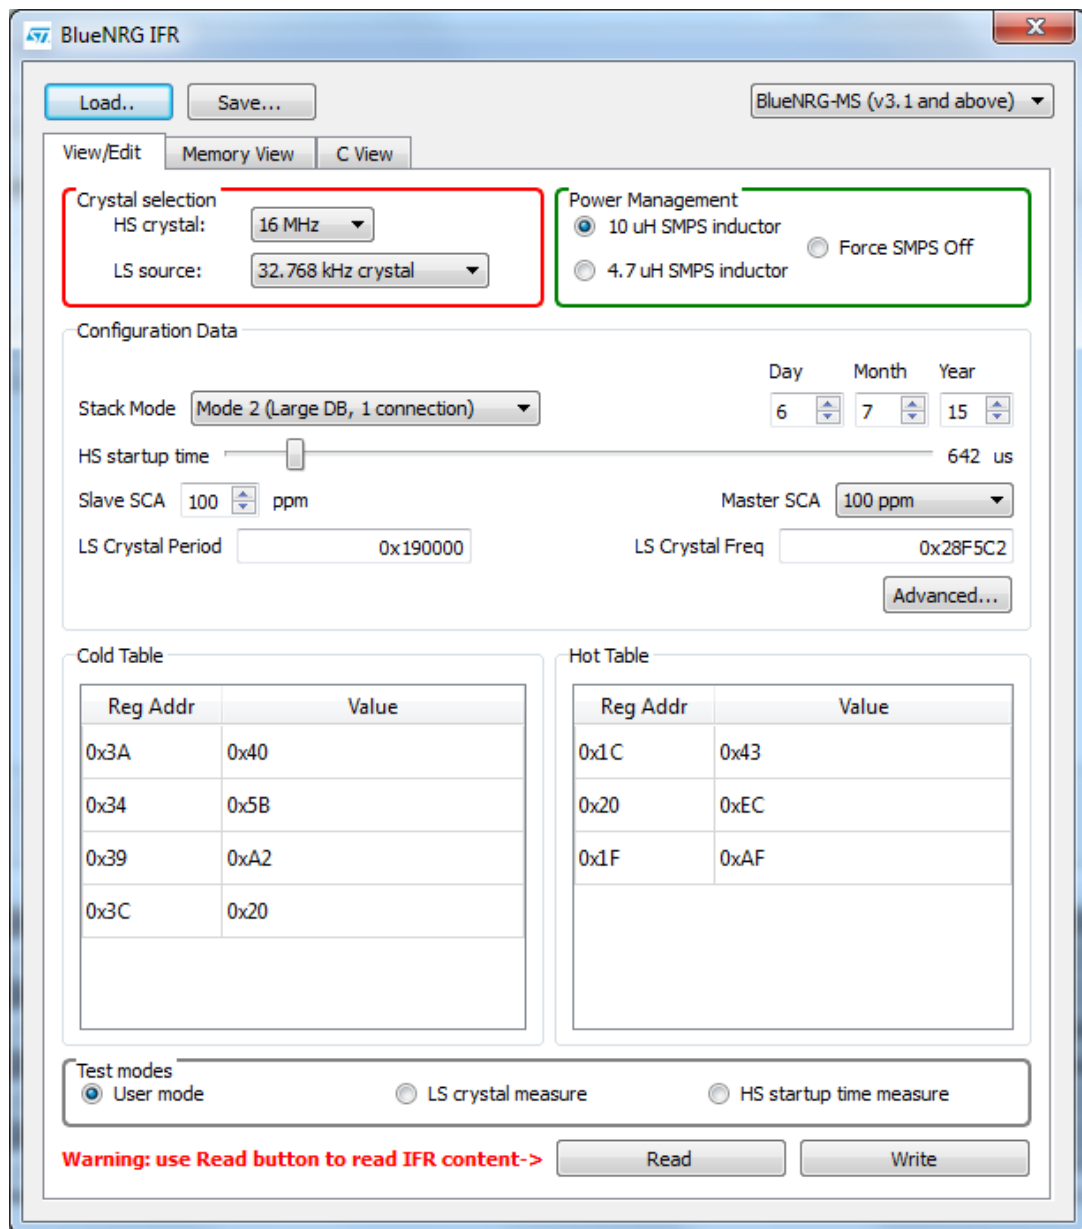 BlueNRG IFR
Load.. Save... BlueNRG-MS (v3.1 and above)
View/Edit Memory View C View
Crystal selection
HS crystal: 16 MHz
LS source: 32.768 kHz crystal
Power Management
10 uH SMPS inductor
Force SMPS Off
4.7 uH SMPS inductor
Configuration Data
Day Month Year
Stack Mode Mode 2 (Large DB, 1 connection) 6 7 15
HS startup time 642 us
Slave SCA 100 ppm Master SCA 100 ppm
LS Crystal Period 0x190000 LS Crystal Freq 0x28F5C2
Advanced...
Cold Table
Reg Addr Value
0x3A 0x40
0x34 0x5B
0x39 0xA2
0x3C 0x20
Hot Table
Reg Addr Value
0x1C 0x43
0x20 0xEC
0x1F 0xAF
Test modes
User mode LS crystal measure HS startup time measure
Warning: use Read button to read IFR content-> Read Write